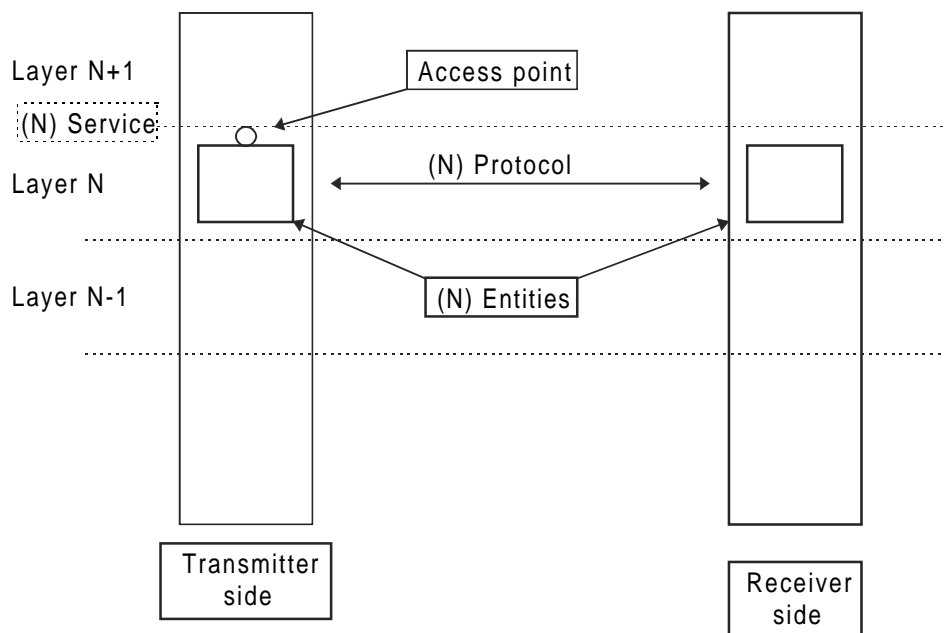 Layer N+1
Access point
(N) Service
(N) Protocol
Layer N
Layer N-1
(N) Entities
Transmitter
side
Receiver
side